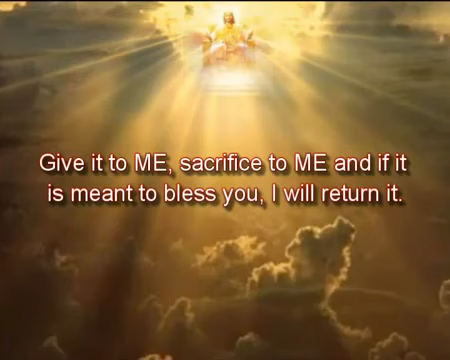 Give it to ME, sacrifice to ME and if it
is meant to bless you, I will return it.